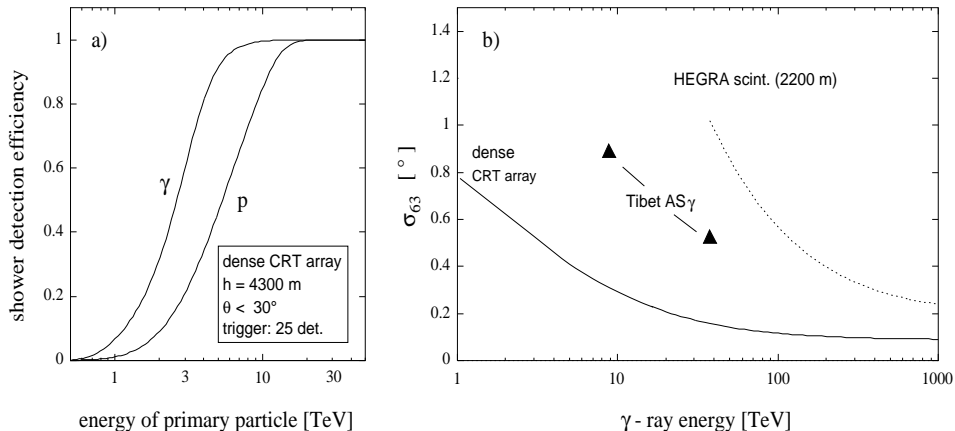 a)
shower detection efficiency
1
0.8
0.6
0.4
0.2
0
γ
p
dense CRT array
h = 4300 m
θ < 30°
trigger: 25 det.
1
3
10
30
energy of primary particle [TeV]
b)
σ63 [ ° ]
1.4
1.2
1
0.8
0.6
0.4
0.2
0
HEGRA scint. (2200 m)
dense
CRT array
Tibet ASγ
1
10
100
1000
γ - ray energy [TeV]